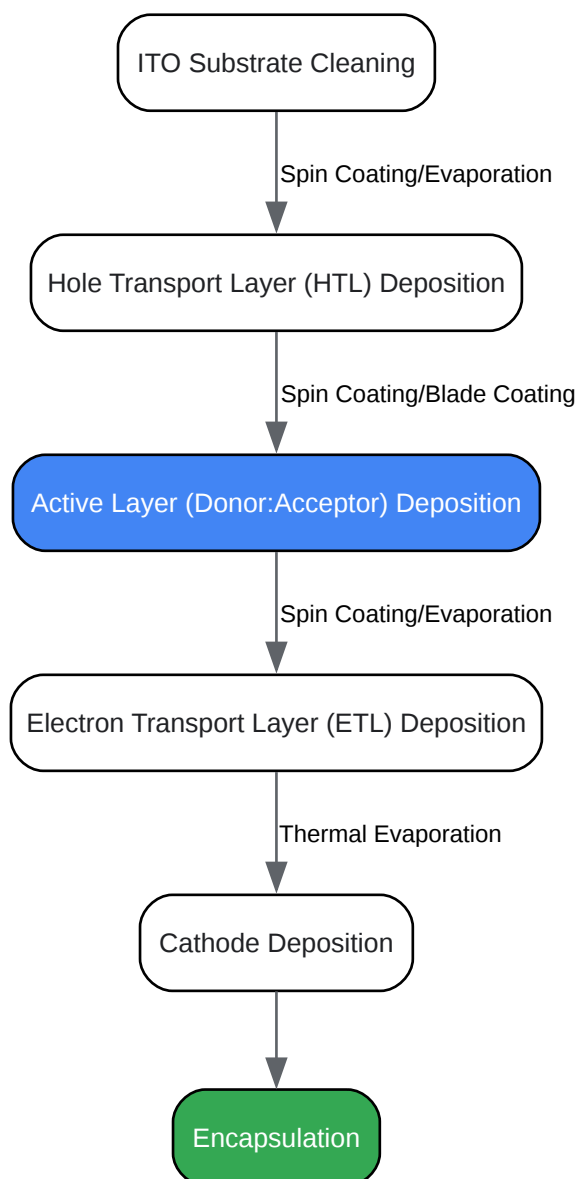 ITO Substrate Cleaning
Spin Coating/Evaporation
Hole Transport Layer (HTL) Deposition
Spin Coating/Blade Coating
Active Layer (Donor:Acceptor) Deposition
Spin Coating/Evaporation
Electron Transport Layer (ETL) Deposition
Thermal Evaporation
Cathode Deposition
Encapsulation